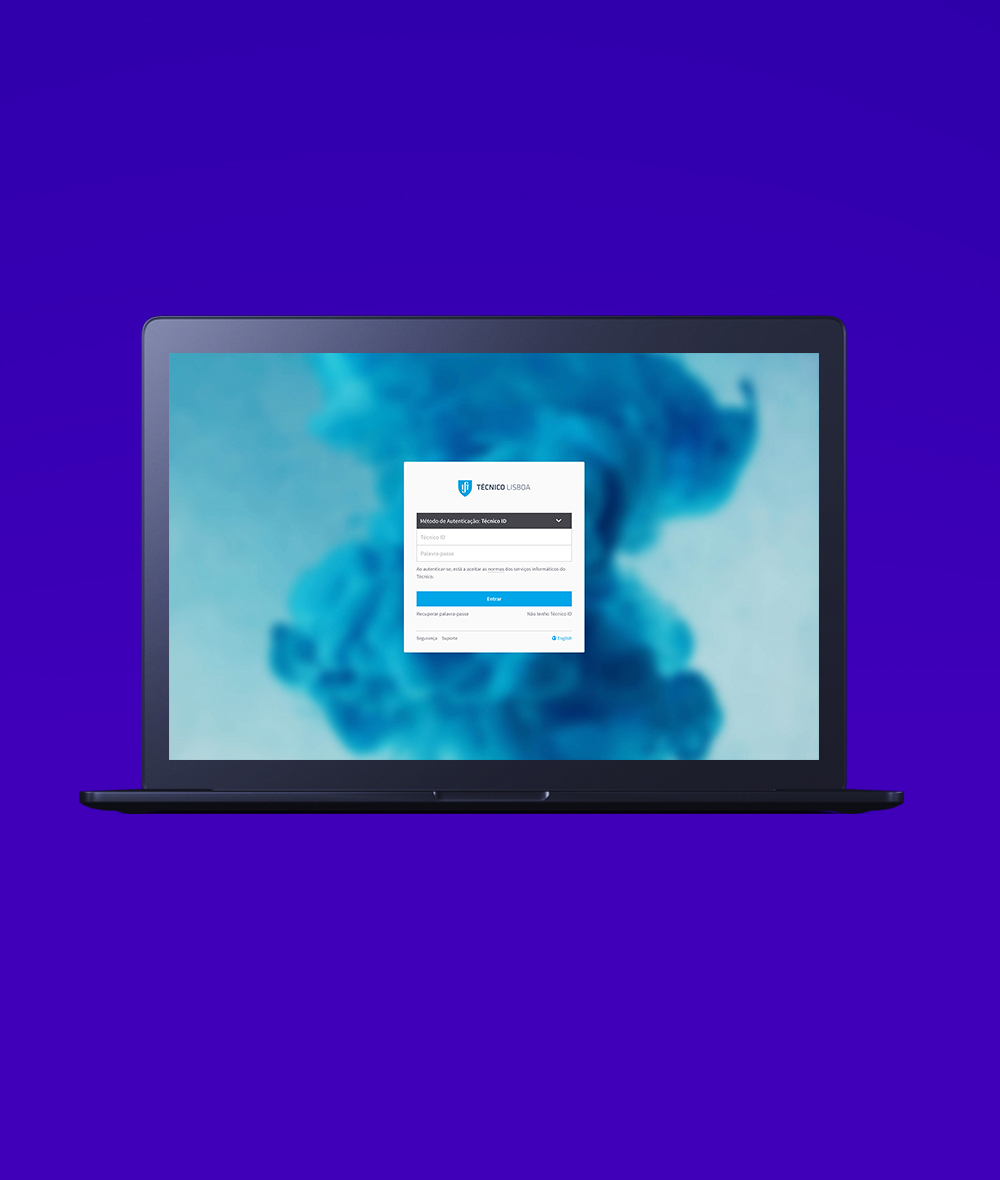 TÉCNICO LISBOA
Método de Autenticação: Técnico ID
Técnico ID
Palavra-passe
Ao autenticar-se, está a aceitar as normas dos serviços informáticos do
Técnico.
Entrar
Recuperar palavra-passe Não tenho Técnico ID
Segurança Suporte English